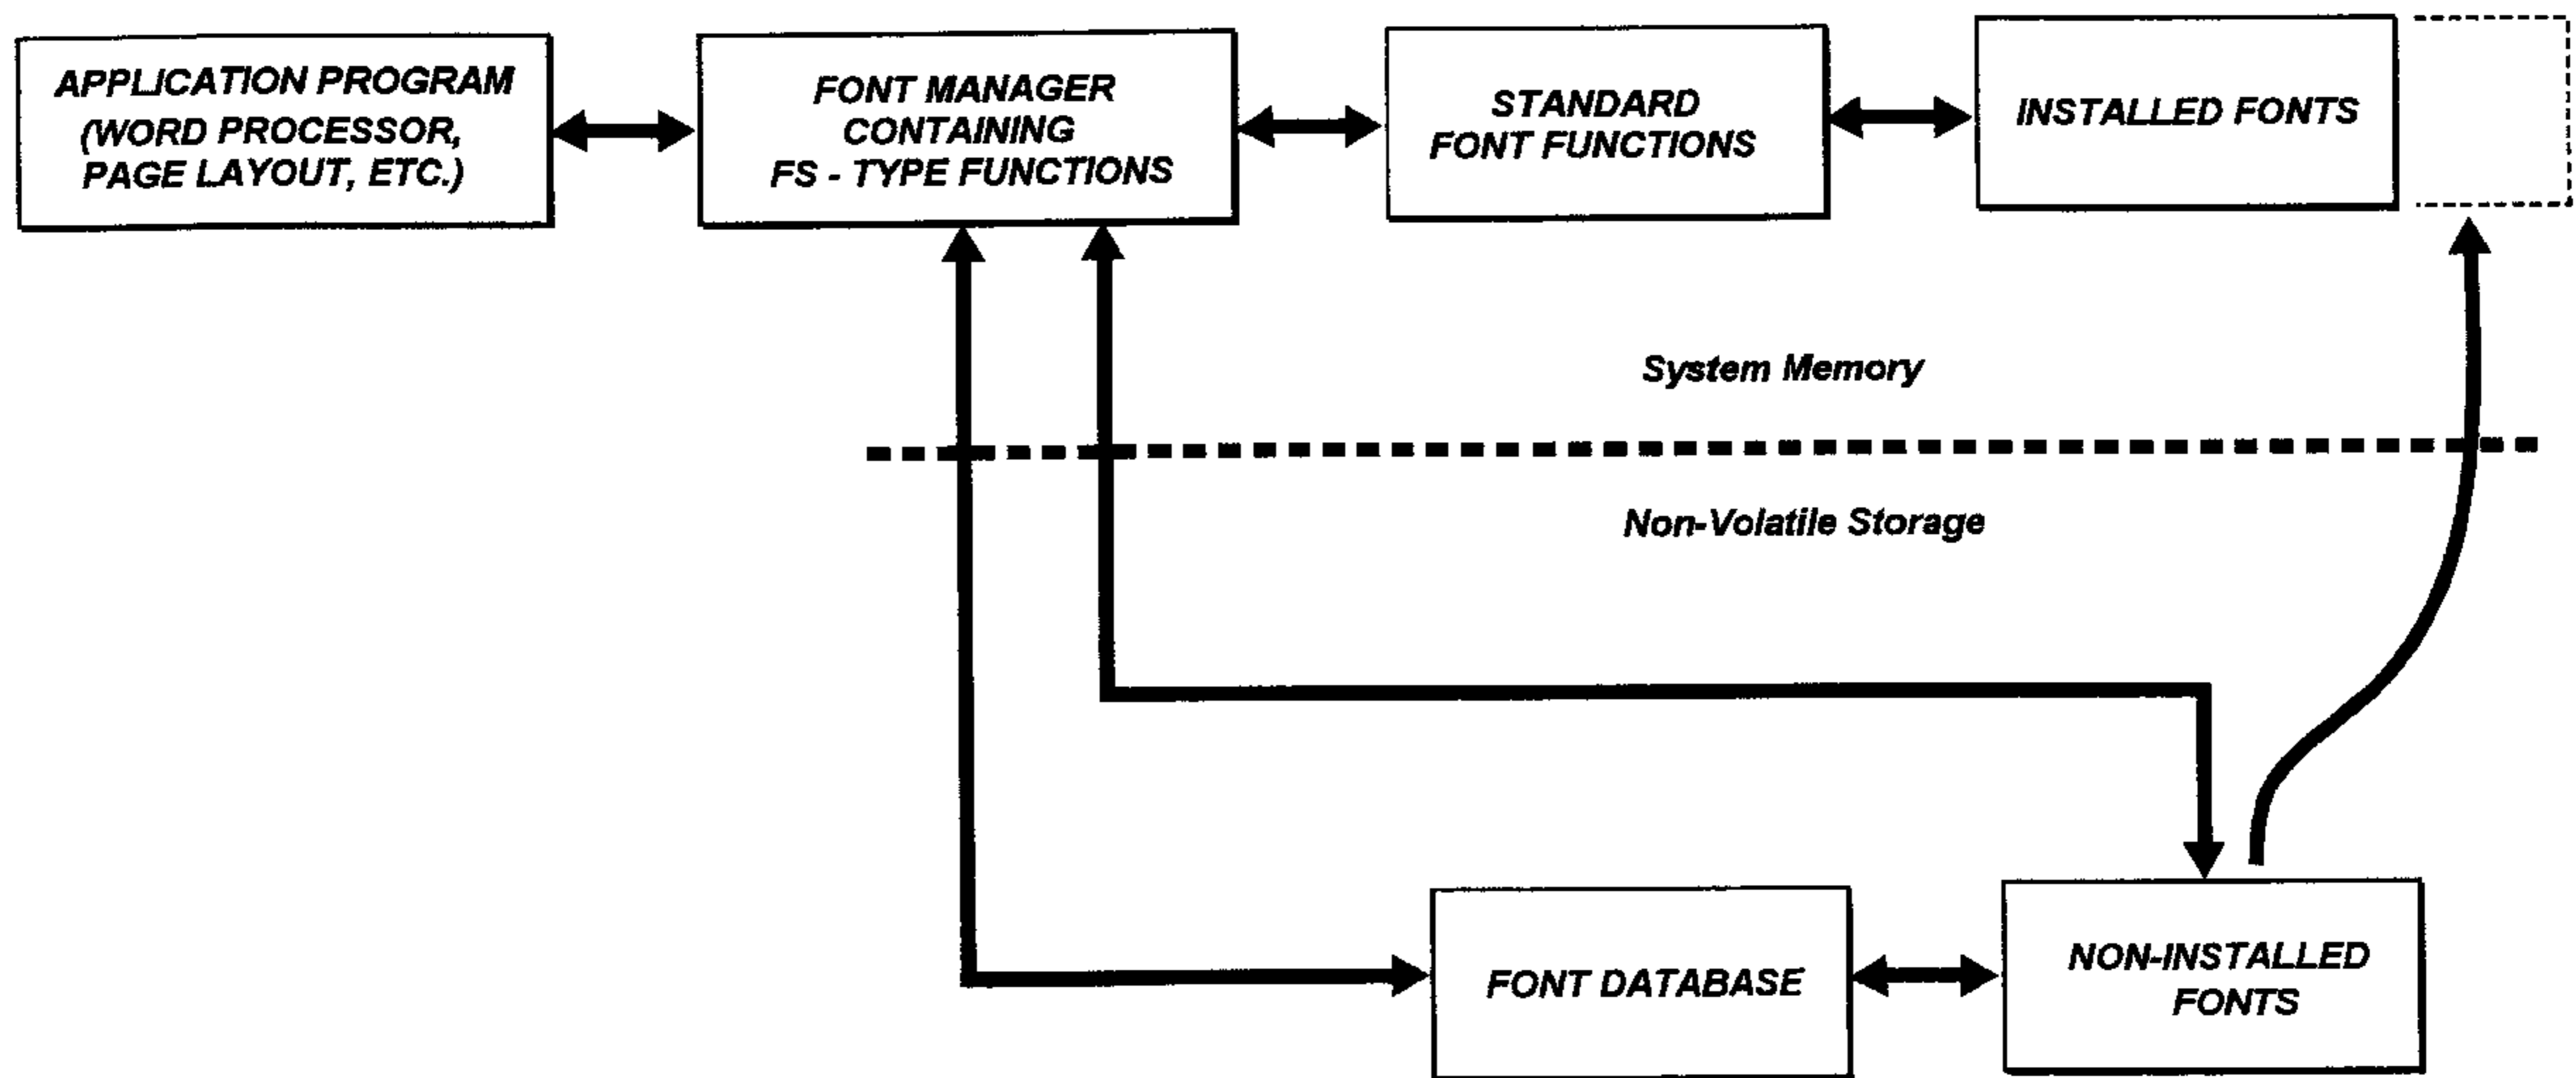 APPLICATION PROGRAM
(WORD PROCESSOR,
PAGE LAYOUT, ETC.)
FONT MANAGER
CONTAINING
FS - TYPE FUNCTIONS
STANDARD
FONT FUNCTIONS
INSTALLED FONTS
System Memory
Non-Volatile Storage
FONT DATABASE
NON-INSTALLED
FONTS